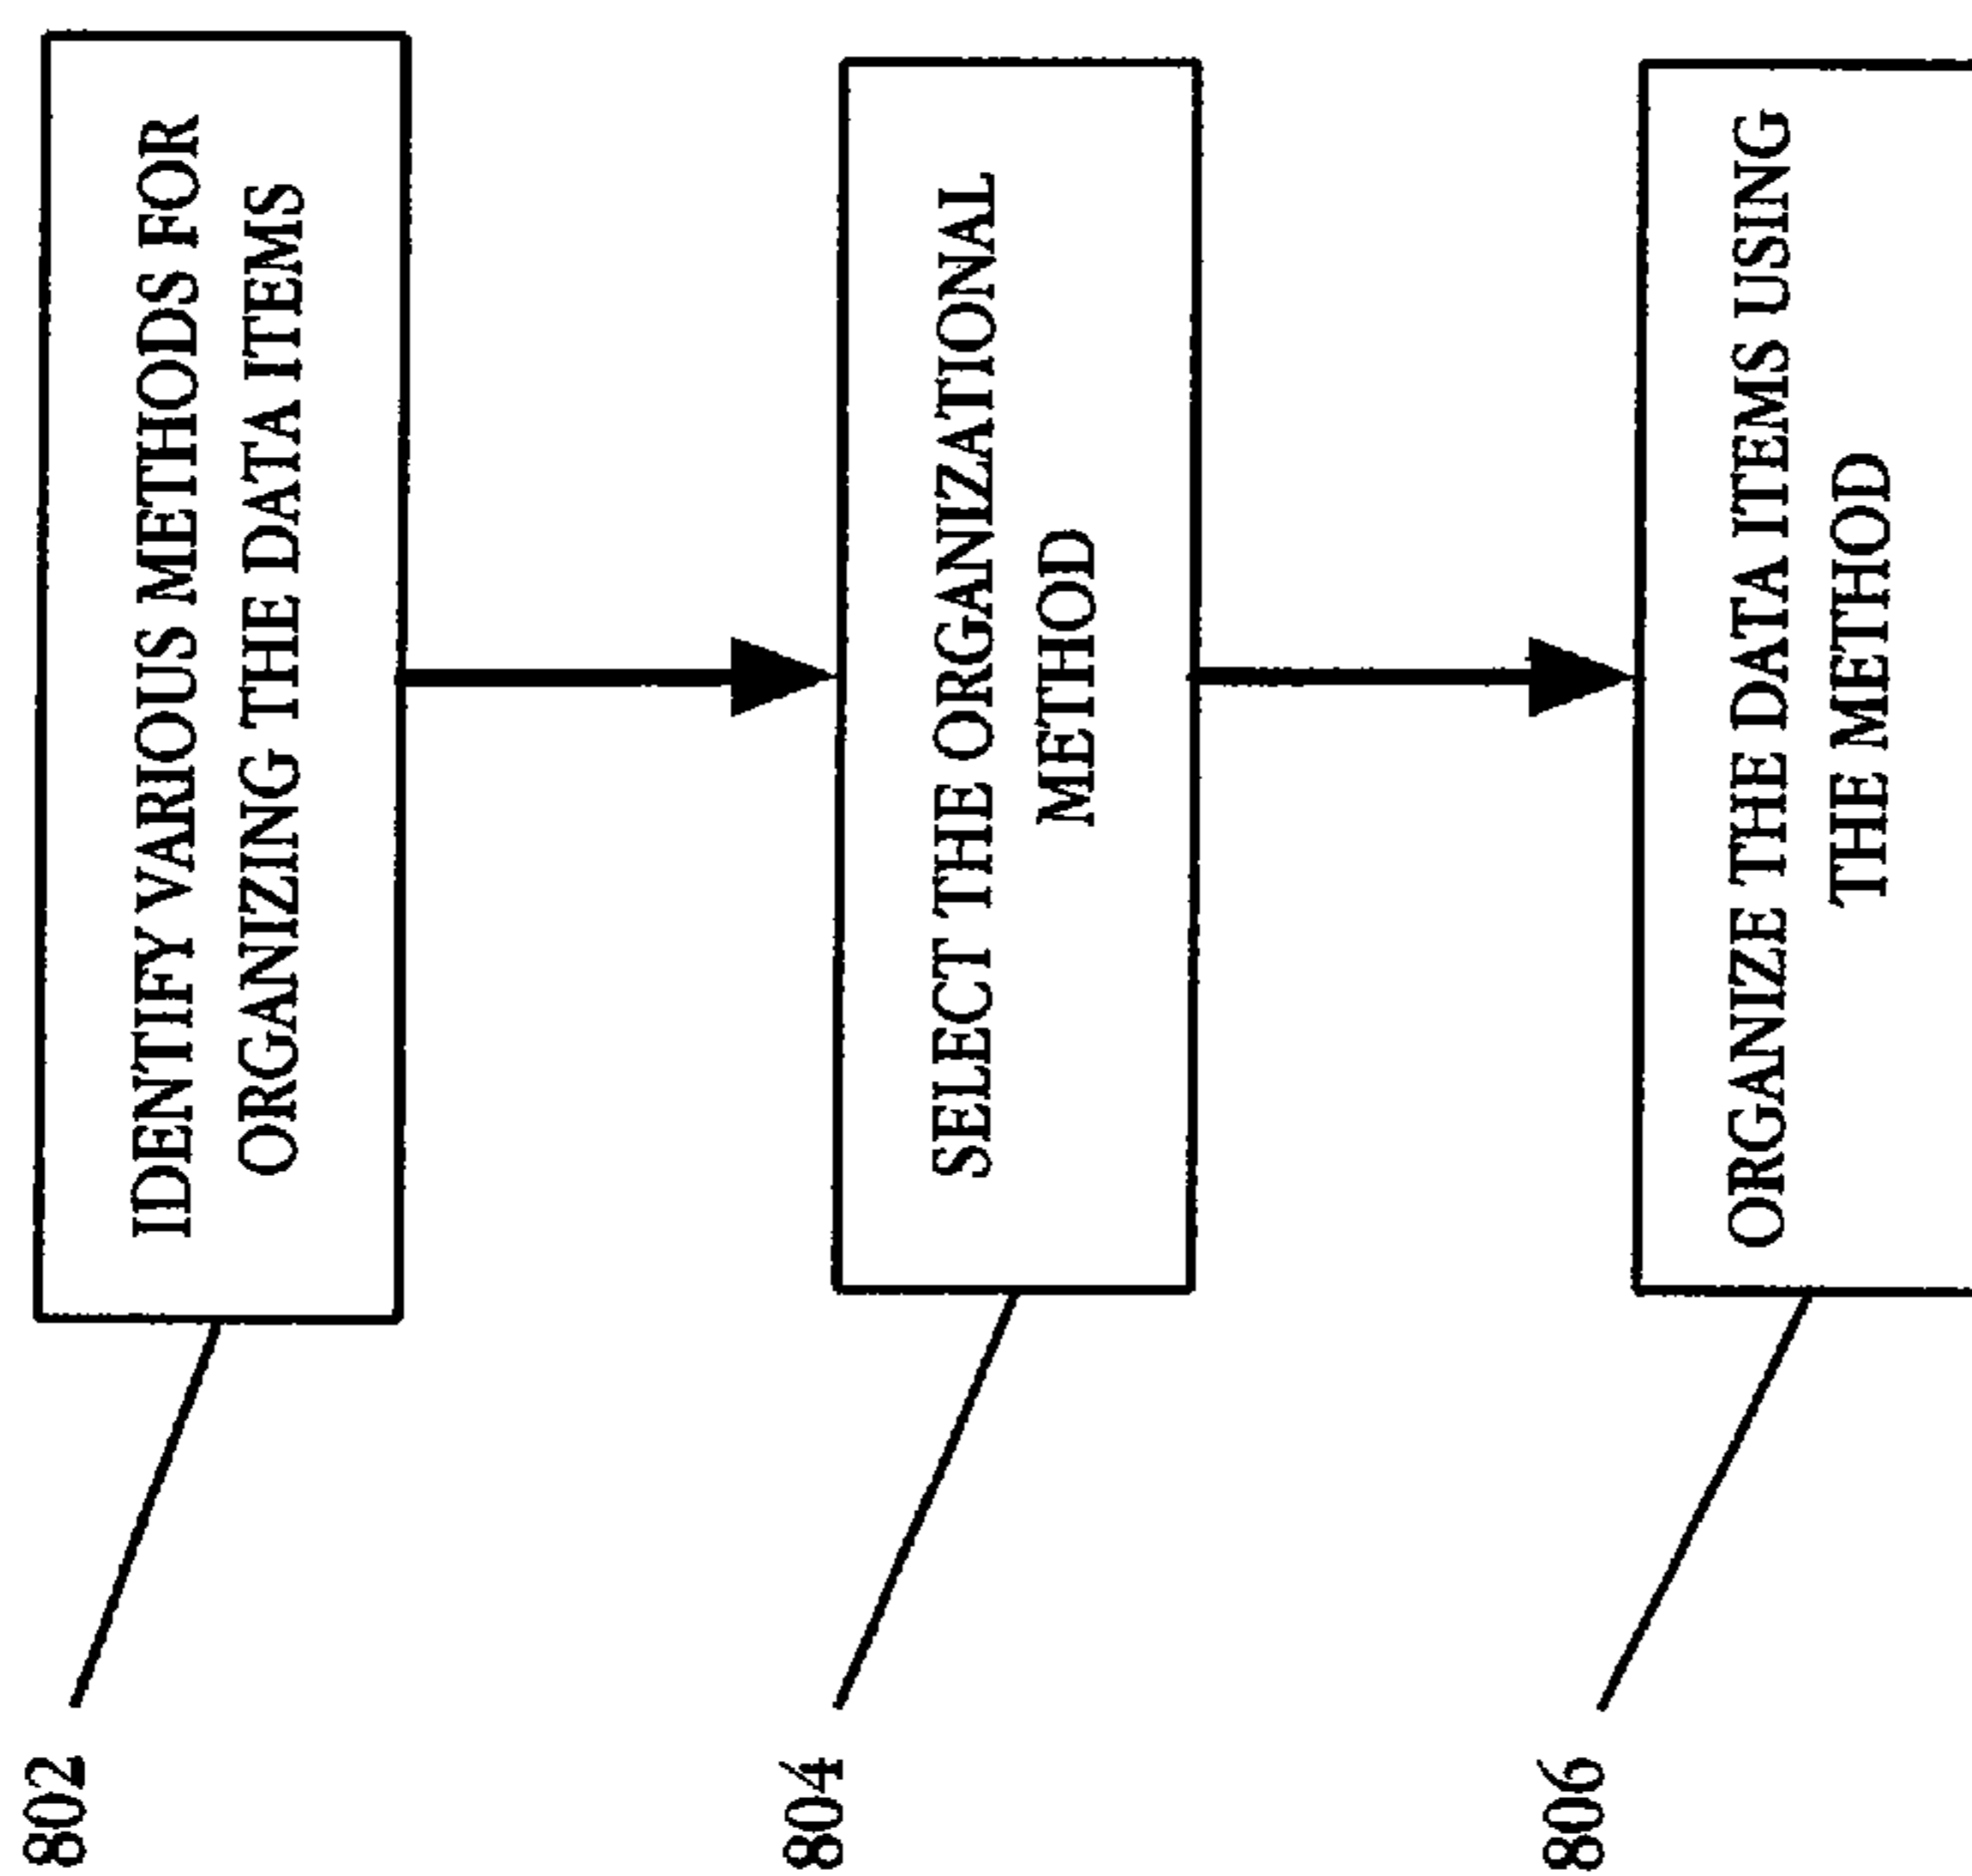 802
IDENTIFY VARIOUS METHODS FOR
ORGANIZING THE DATA ITEMS
804
SELECT THE ORGANIZATIONAL
METHOD
806
ORGANIZE THE DATA ITEMS USING
THE METHOD